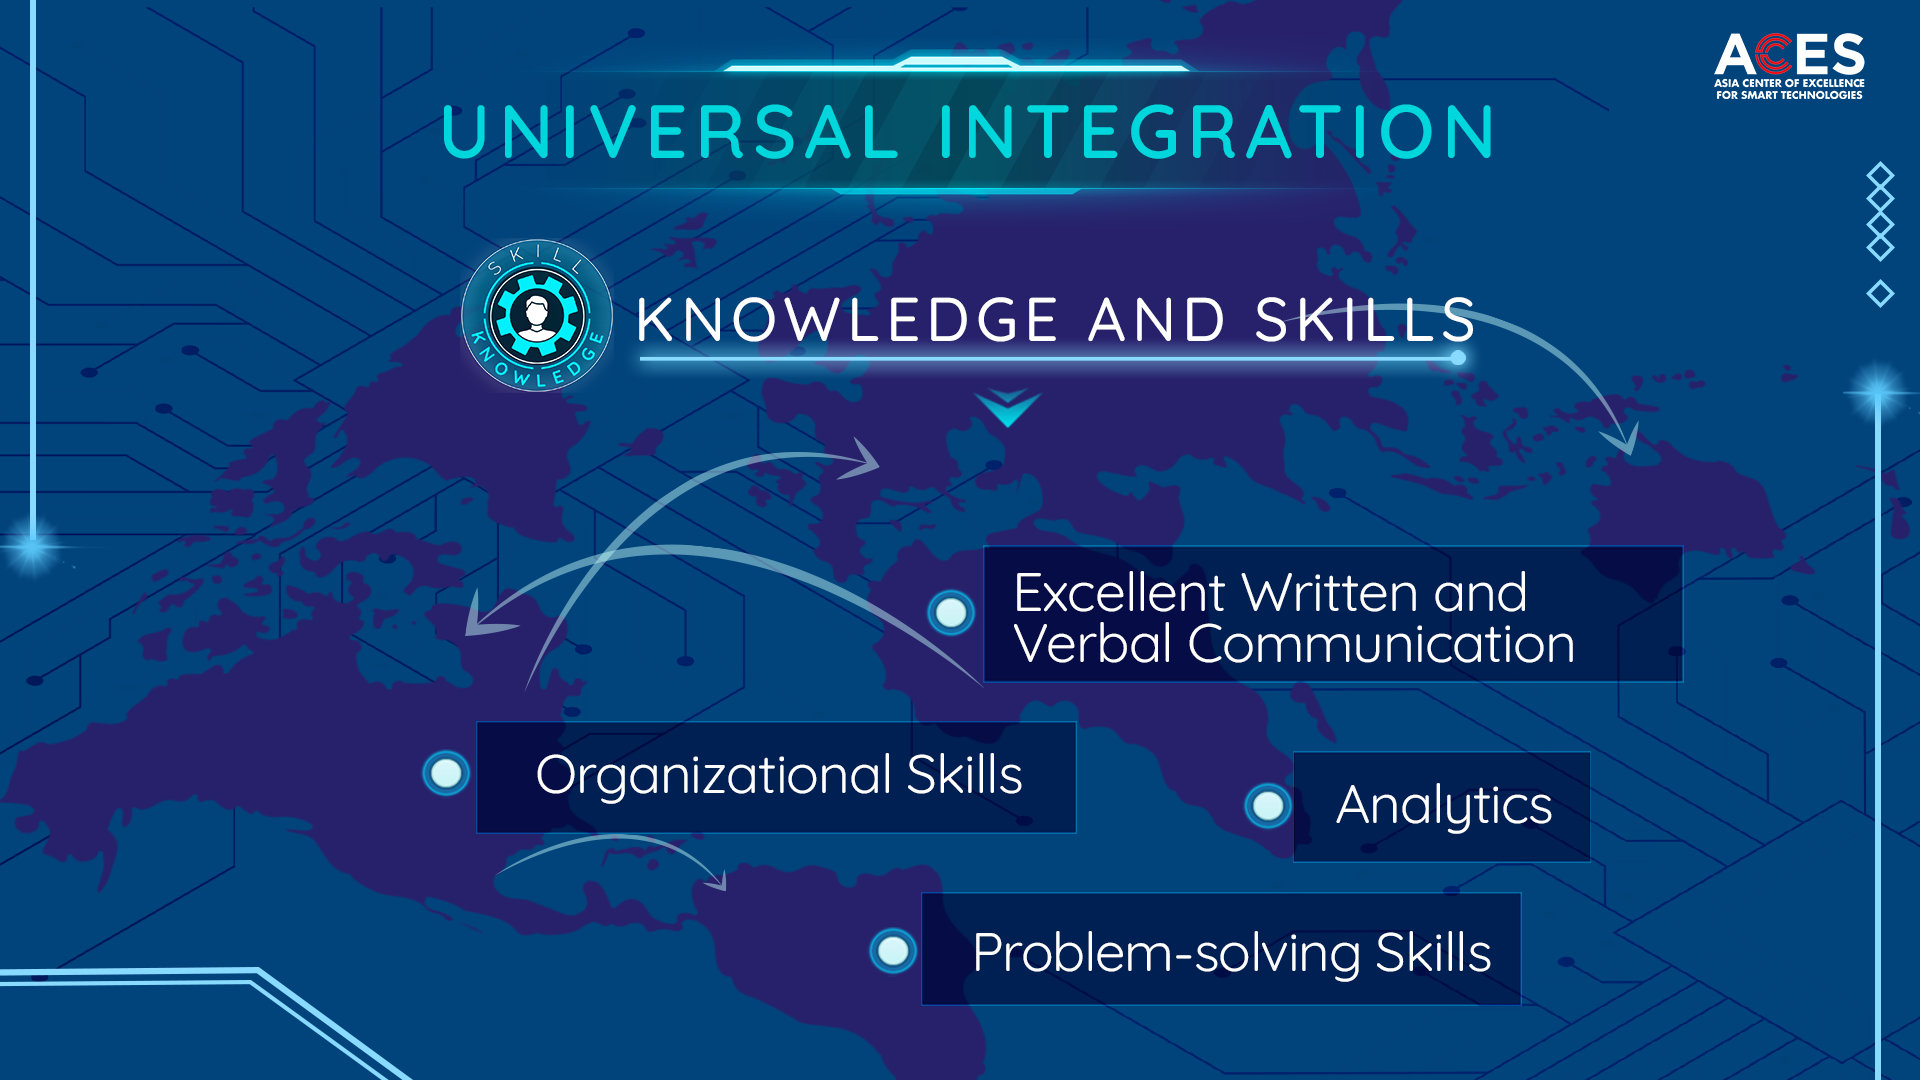 ACES
ASIA CENTER OF EXCELLENCE
FOR SMART TECHNOLOGIES
UNIVERSAL INTEGRATION
SKILL
KNOWLEDGE
KNOWLEDGE AND SKILLS
Excellent Written and
Verbal Communication
Organizational Skills
Analytics
Problem-solving Skills